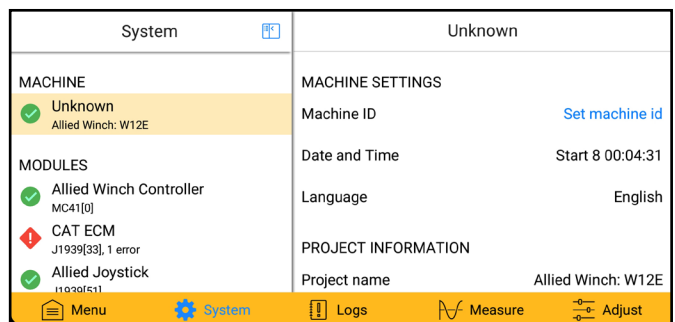 System
Unknown
MACHINE
Unknown
Allied Winch: W12E
MODULES
Allied Winch Controller
MC41[0]
CAT ECM
J1939[33], 1 error
Allied Joystick
J1939[51]
MACHINE SETTINGS
Machine ID Set machine id
Date and Time Start 8 00:04:31
Language English
PROJECT INFORMATION
Project name Allied Winch: W12E
Menu System Logs Measure Adjust